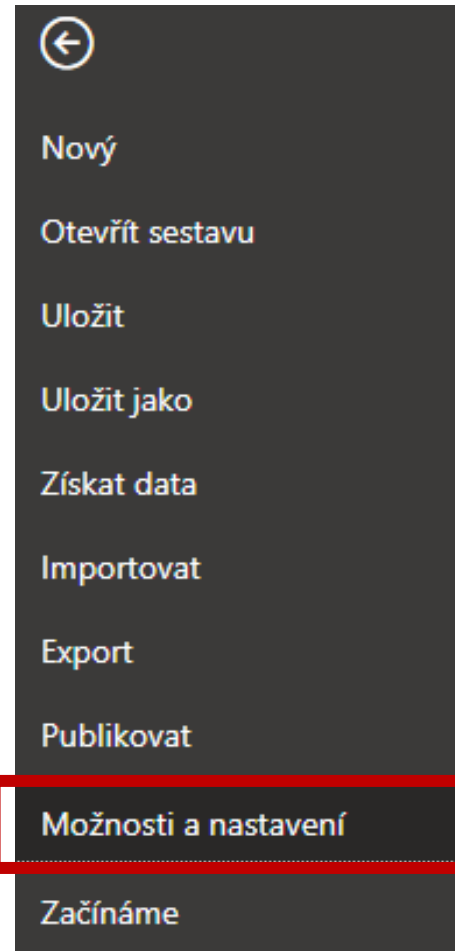 Nový
Otevřít sestavu
Uložit
Uložit jako
Získat data
Importovat
Export
Publikovat
Možnosti a nastavení
Začínáme